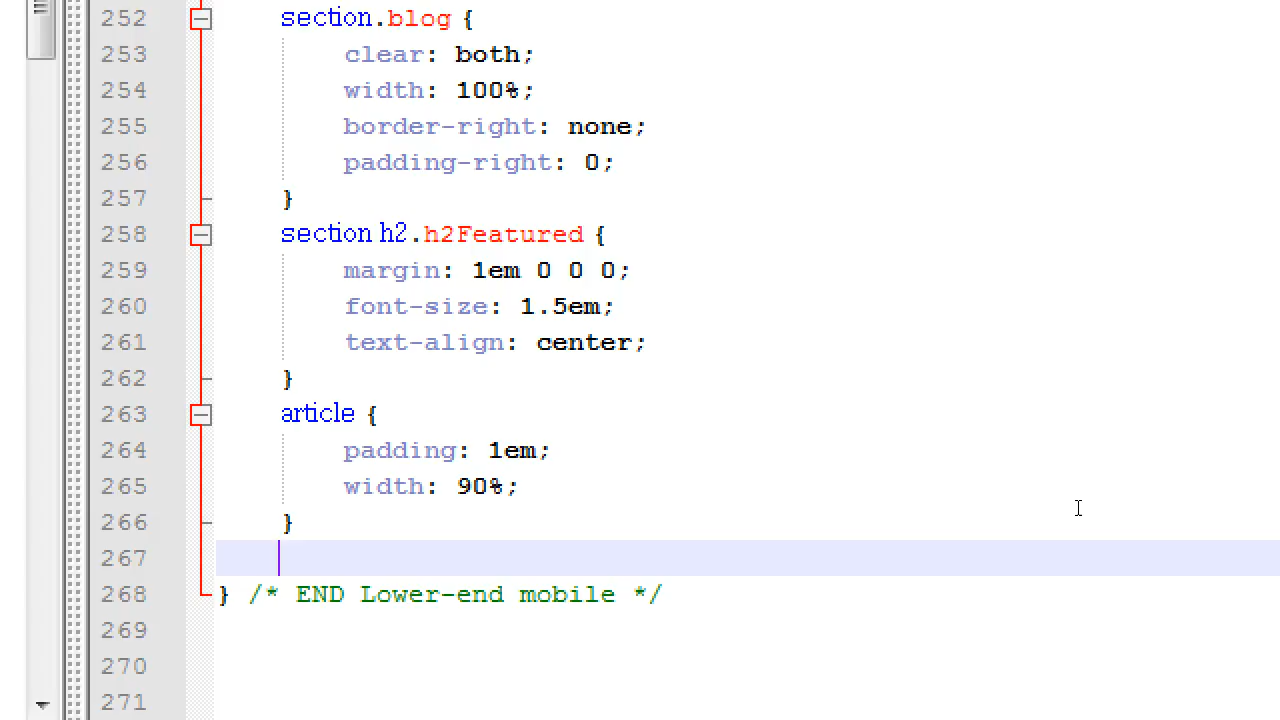 252 section.blog {
253 clear: both;
254 width: 100%;
255 border-right: none;
256 padding-right: 0;
257 }
258 section h2.h2Featured {
259 margin: 1em 0 0 0;
260 font-size: 1.5em;
261 text-align: center;
262 }
263 article {
264 padding: 1em;
265 width: 90%;
266 }
267
268 } /* END Lower-end mobile */
269
270
271